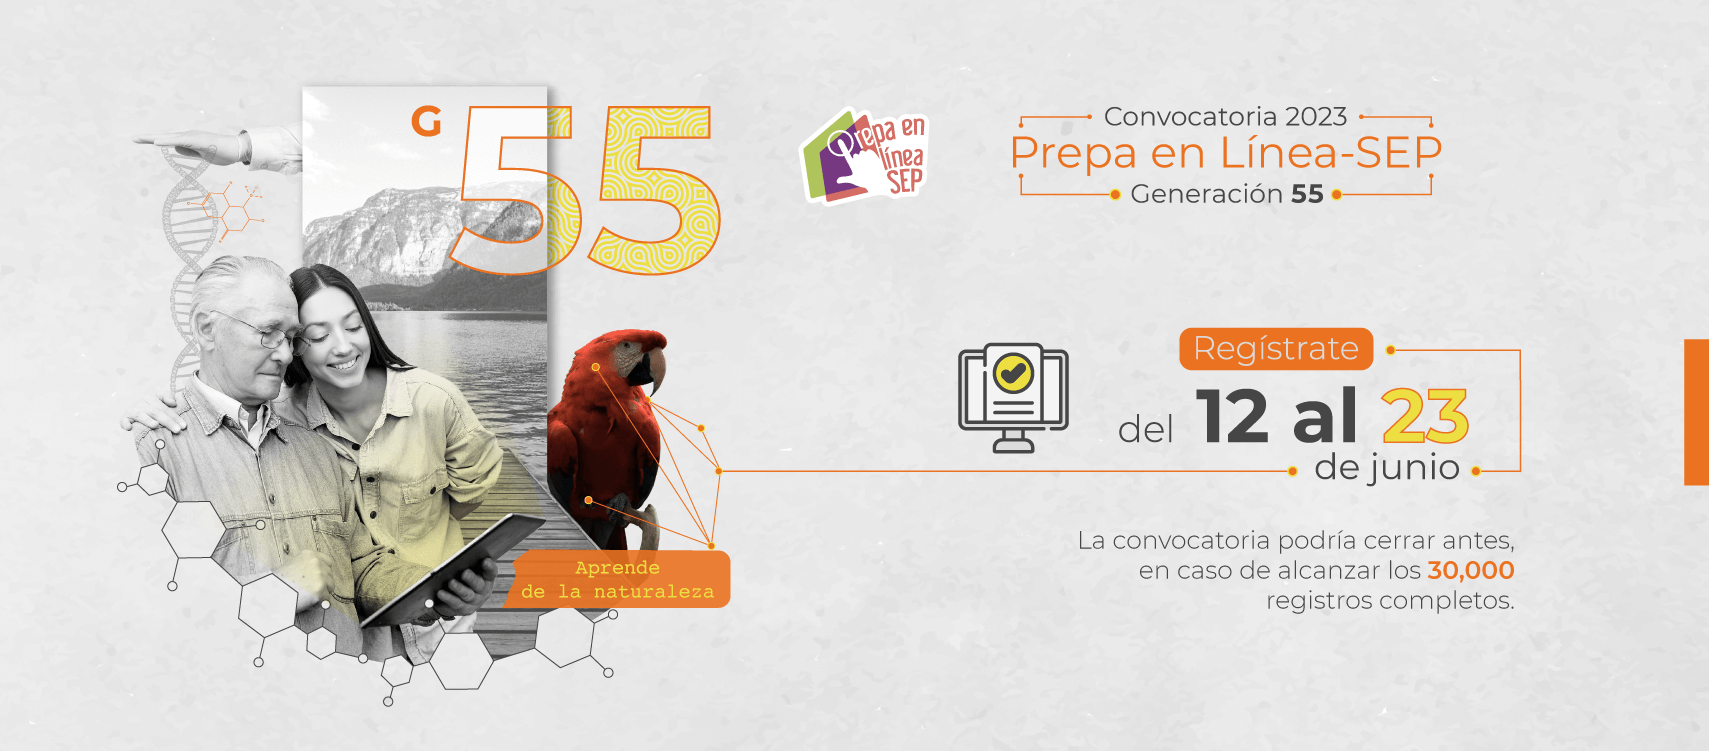 G 55
Prepa en
línea
SEP
Convocatoria 2023
Prepa en Línea-SEP
Generación 55
Regístrate
del 12 al 23
de junio
La convocatoria podría cerrar antes,
en caso de alcanzar los 30,000
registros completos.
Aprende
de la naturaleza